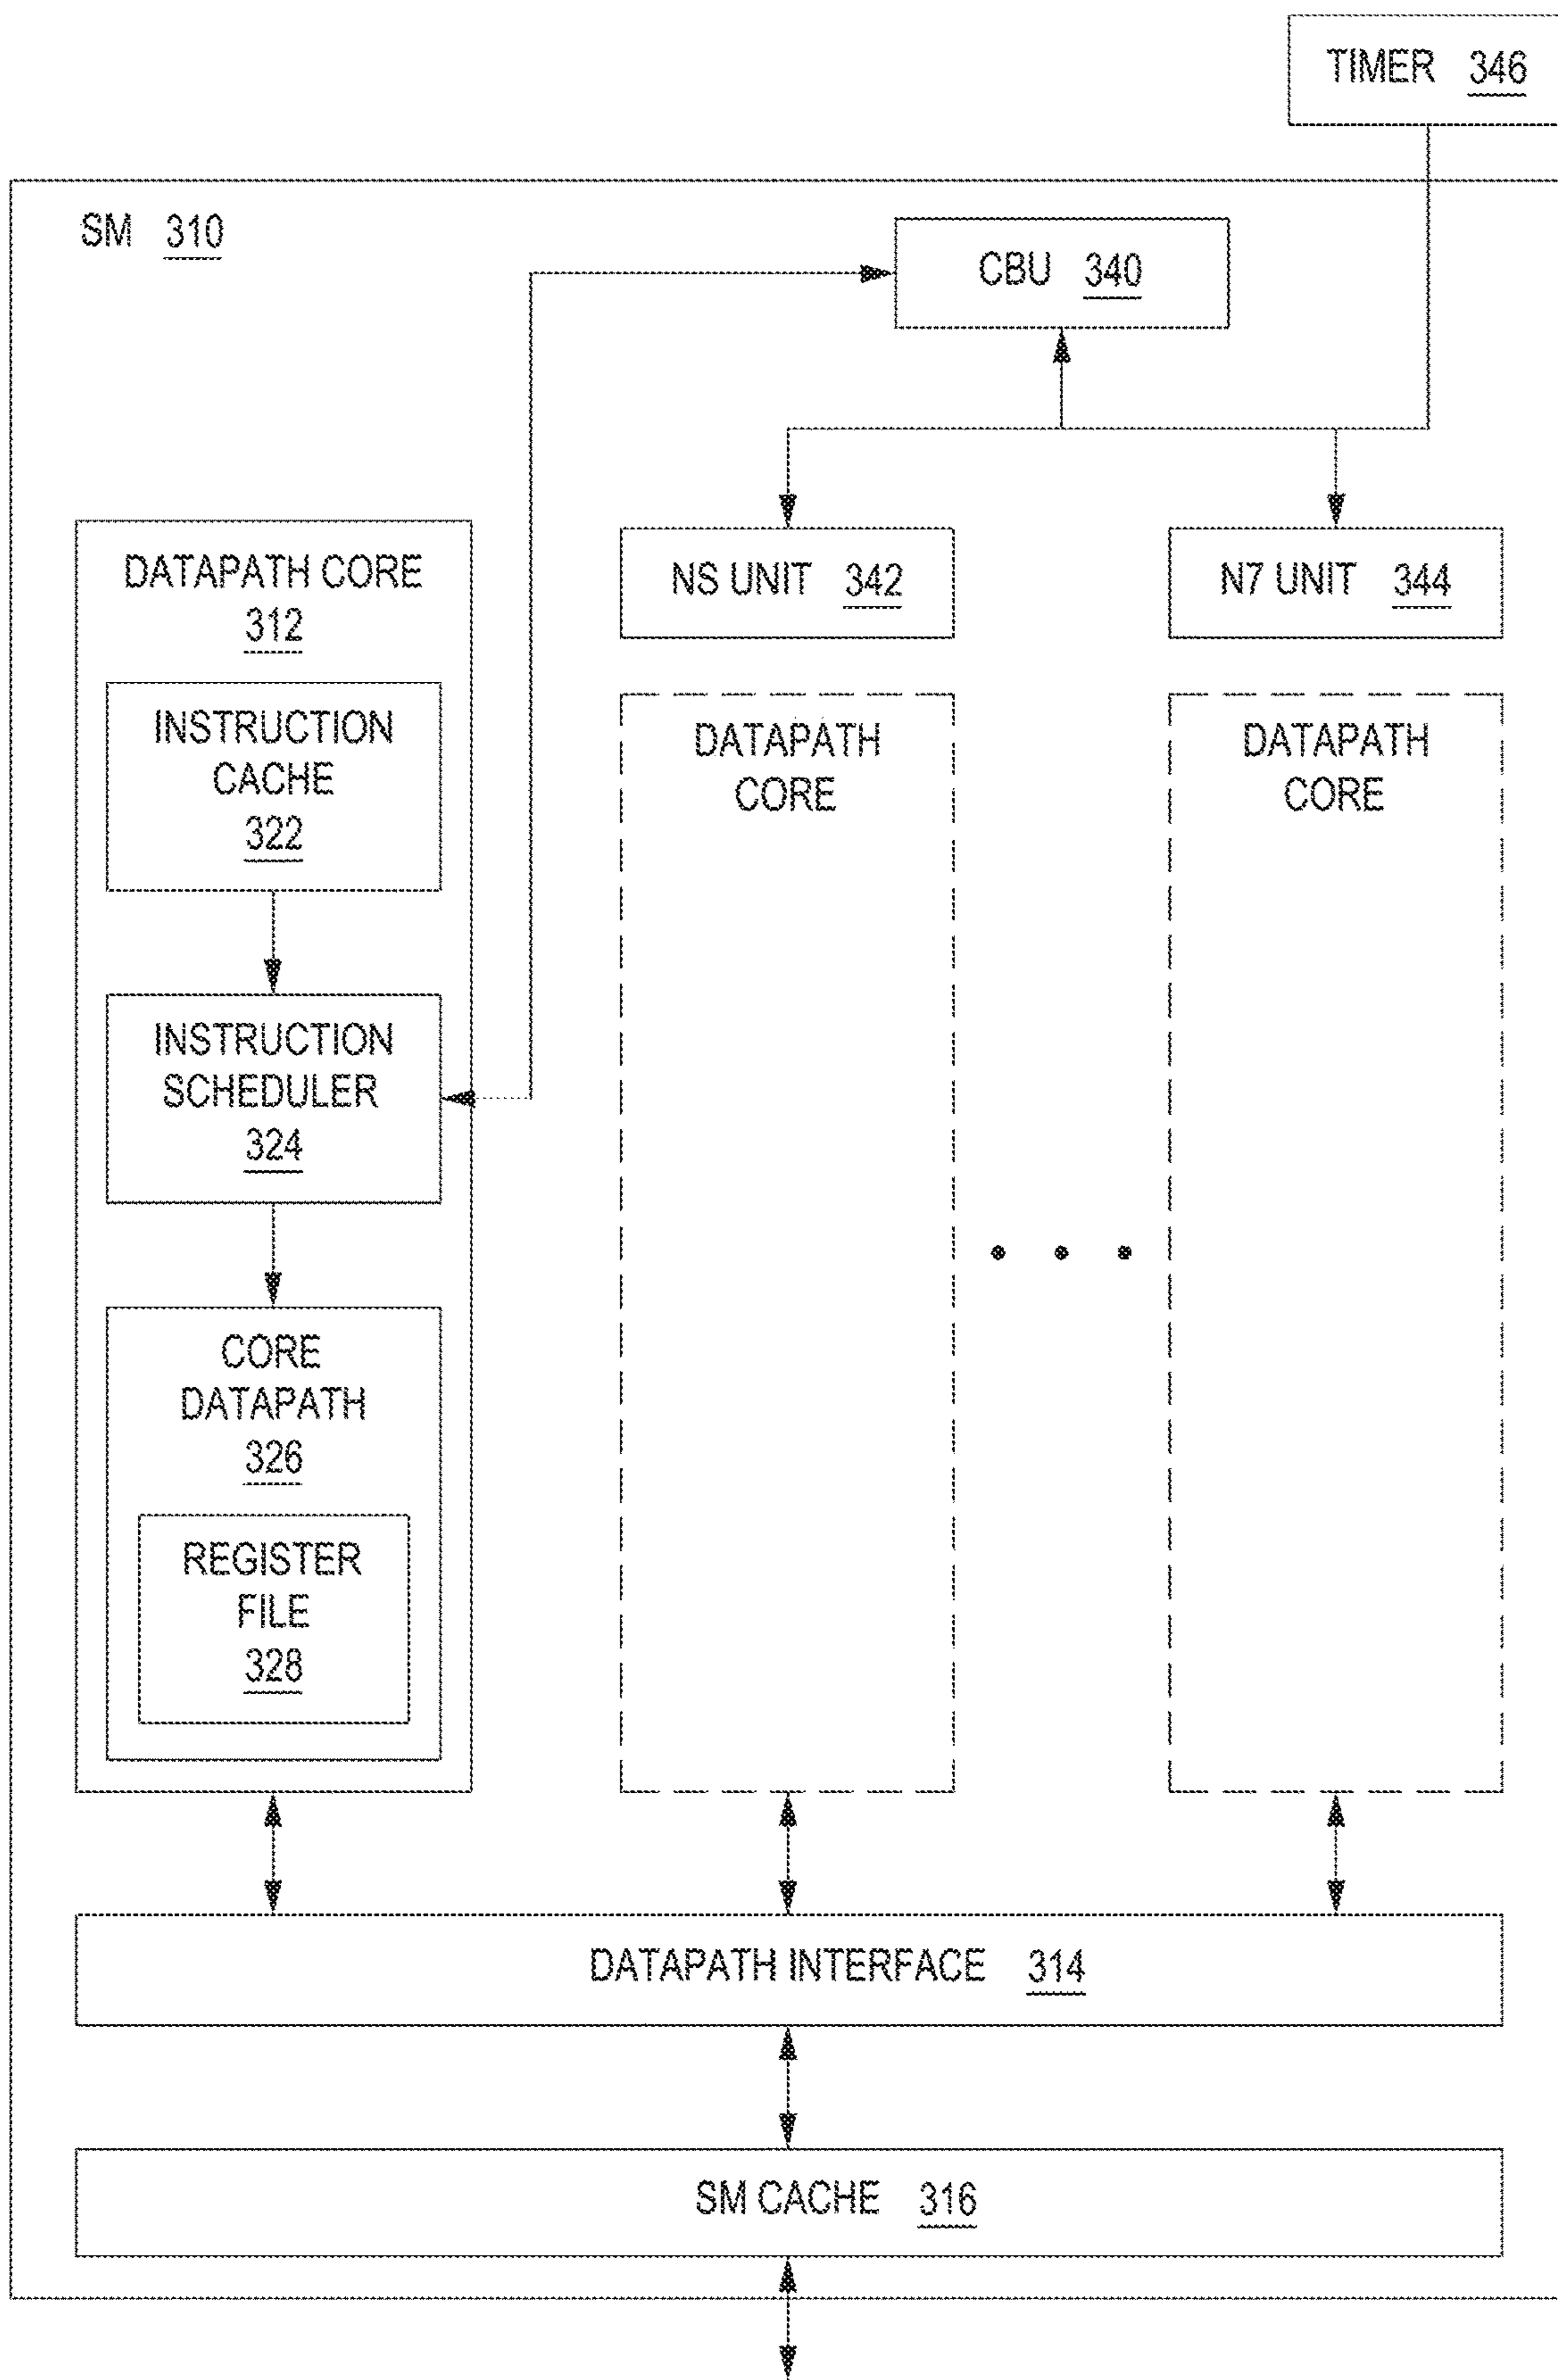 TIMER 346
SM 310
CBU 340
DATAPATH CORE
312
NS UNIT 342
N7 UNIT 344
INSTRUCTION
CACHE
322
DATAPATH
CORE
DATAPATH
CORE
INSTRUCTION
SCHEDULER
324
CORE
DATAPATH
326
REGISTER
FILE
328
DATAPATH INTERFACE 314
SM CACHE 316